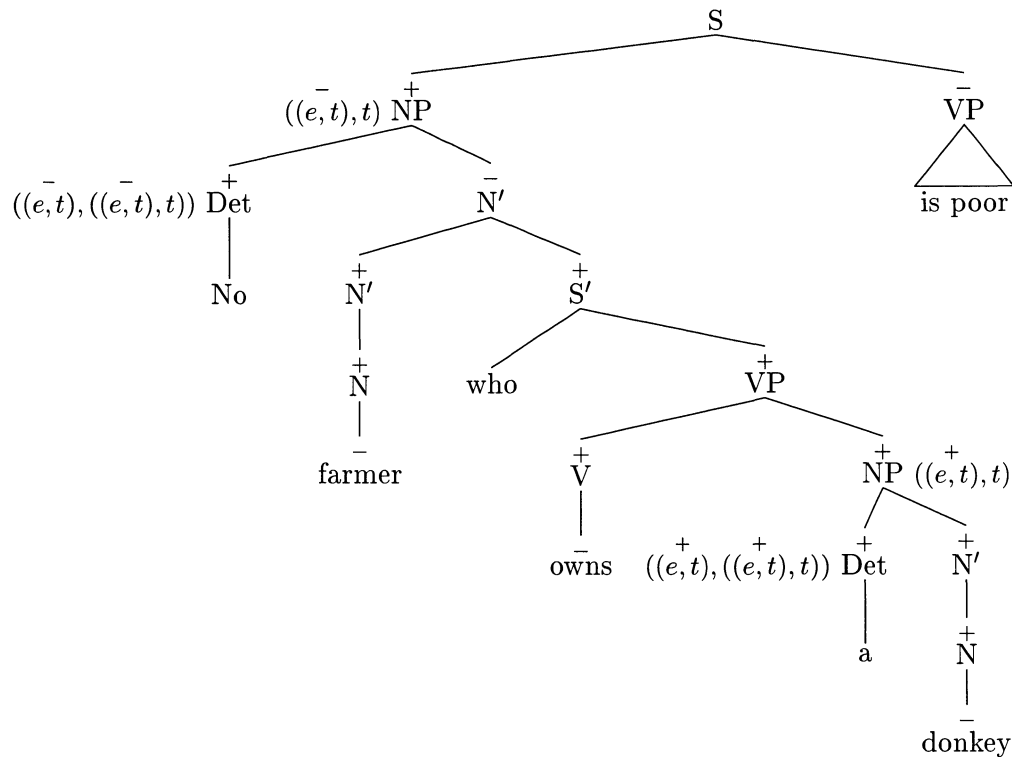 S
− + −
((e, t), t) NP VP
− − + −
((e, t), ((e, t), t)) Det N′ is poor
+ +
No N′ S′
+ +
N who VP
− + + +
farmer V NP ((e, t), t)
− + + + +
owns ((e, t), ((e, t), t)) Det N′
+
a N
−
donkey